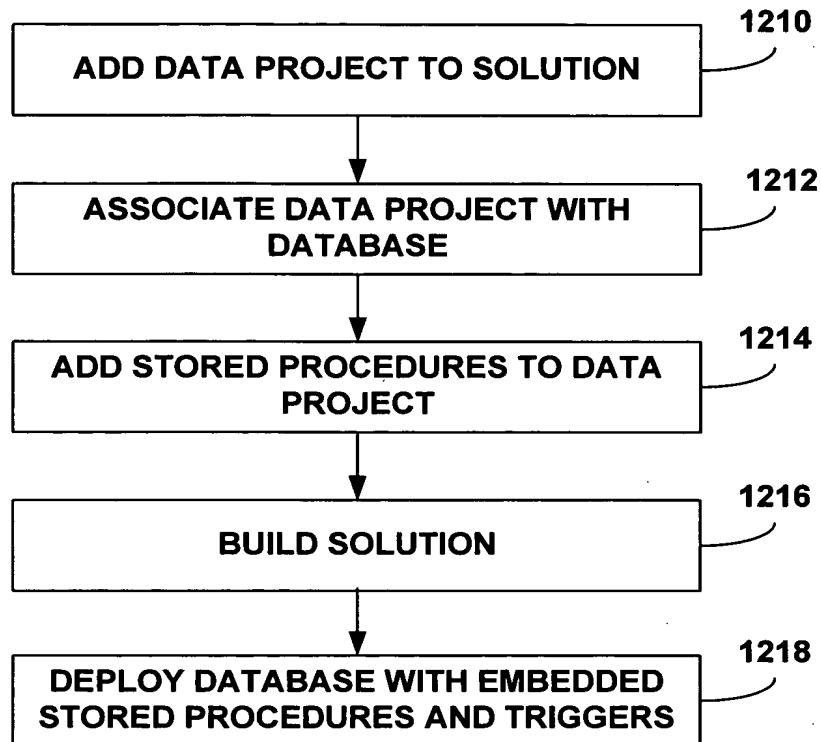 1210
ADD DATA PROJECT TO SOLUTION
1212
ASSOCIATE DATA PROJECT WITH
DATABASE
1214
ADD STORED PROCEDURES TO DATA
PROJECT
1216
BUILD SOLUTION
1218
DEPLOY DATABASE WITH EMBEDDED
STORED PROCEDURES AND TRIGGERS